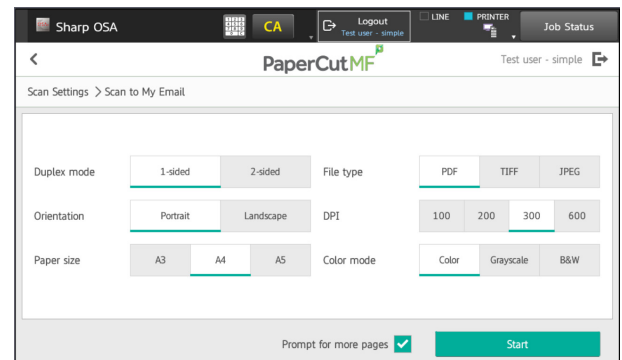 Sharp OSA
CA
Logout
Test user - simple
LINE
PRINTER
Job Status
PaperCut MF
Test user - simple
Scan Settings > Scan to My Email
Duplex mode 1-sided 2-sided File type PDF TIFF JPEG
Orientation Portrait Landscape DPI 100 200 300 600
Paper size A3 A4 A5 Color mode Color Grayscale B&W
Prompt for more pages Start